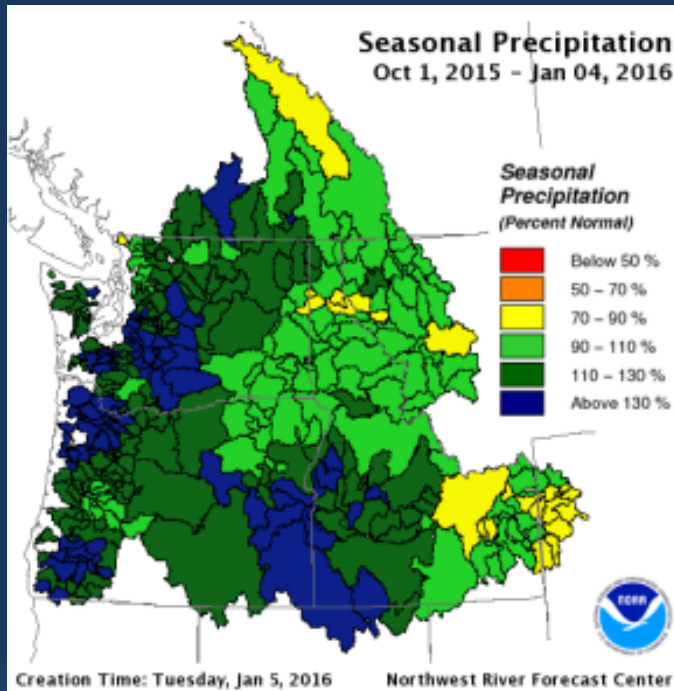 Seasonal Precipitation
Oct 1, 2015 – Jan 04, 2016
Seasonal
Precipitation
(Percent Normal)
Below 50 %
50 – 70 %
70 – 90 %
90 – 110 %
110 – 130 %
Above 130 %
NOAA
Creation Time: Tuesday, Jan 5, 2016
Northwest River Forecast Center